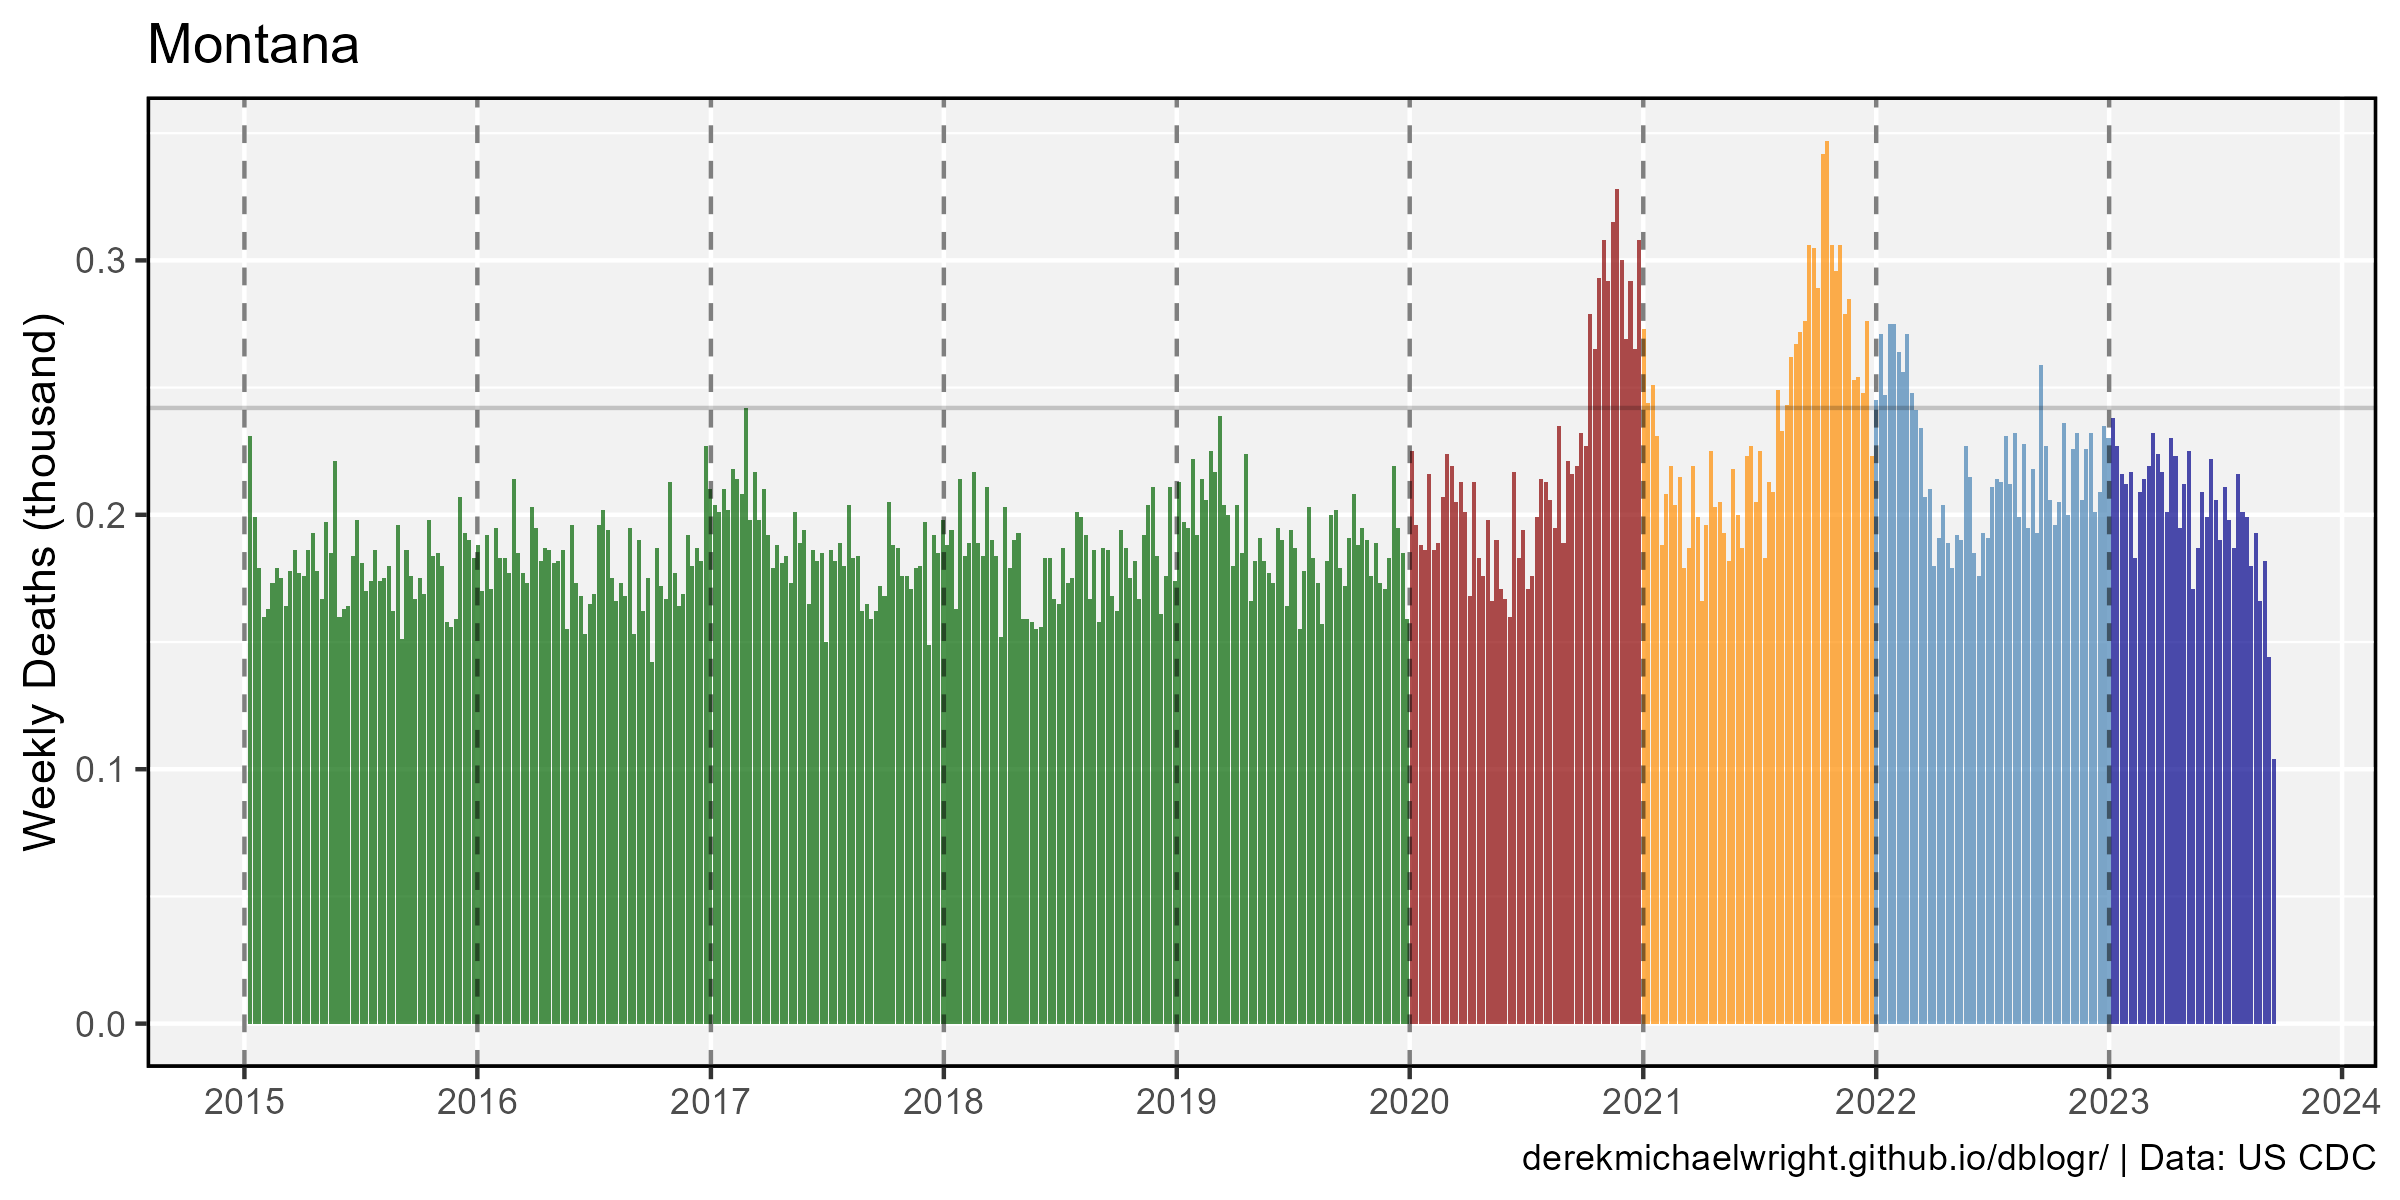 Montana
Weekly Deaths (thousand)
0.3
0.2
0.1
0.0
2015 2016 2017 2018 2019 2020 2021 2022 2023 2024
derekmichaelwright.github.io/dblogr/ | Data: US CDC